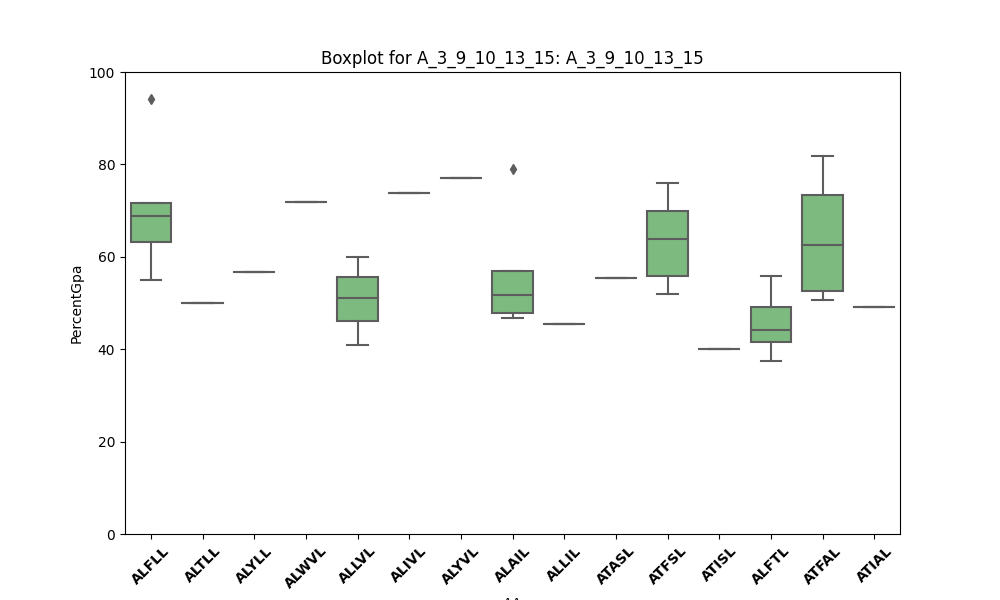 Boxplot for A_3_9_10_13_15: A_3_9_10_13_15
100
80
60
40
20
0
PercentGpa
ALFLL
ALTLL
ALYLL
ALWVL
ALLVL
ALIVL
ALYVL
ALAIL
ALLIL
ATASL
ATFSL
ATISL
ALFTL
ATFAL
ATIAL